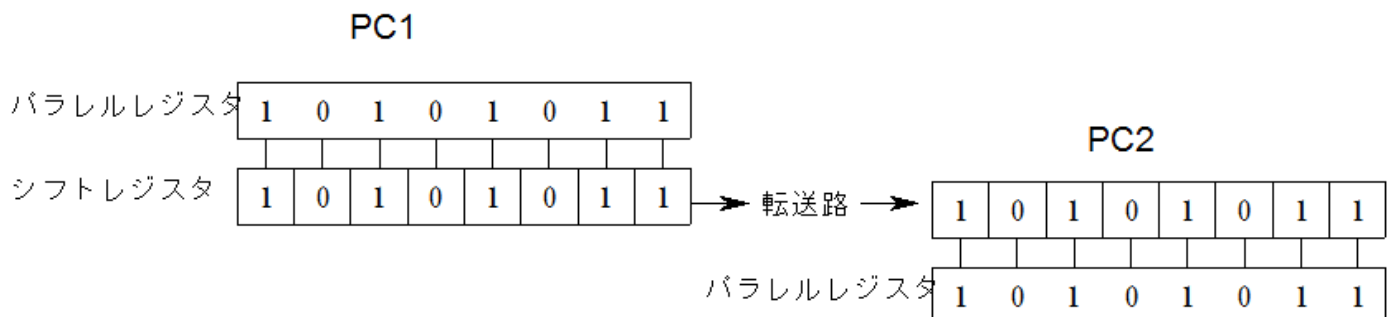 PC1
パラレルレジスタ 1 0 1 0 1 0 1 1
PC2
シフトレジスタ 1 0 1 0 1 0 1 1 転送路 1 0 1 0 1 0 1 1
パラレルレジスタ 1 0 1 0 1 0 1 1